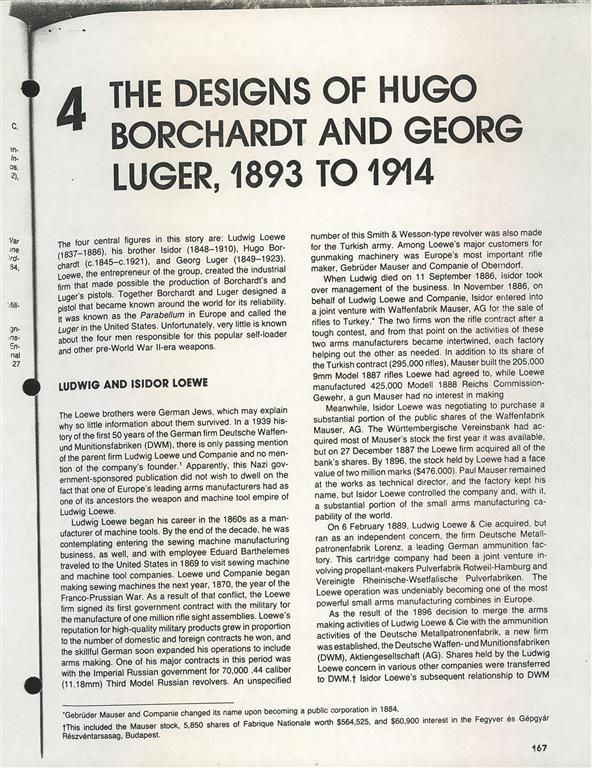 4 THE DESIGNS OF HUGO
BORCHARDT AND GEORG
LUGER, 1893 TO 1914
The four central figures in this story are: Ludwig Loewe
(1837–1886), his brother Isidor (1848–1910), Hugo Bor-
chardt (c.1845–c.1921), and Georg Luger (1849–1923).
Loewe, the entrepreneur of the group, created the industrial
firm that made possible the production of Borchardt's and
Luger's pistols. Together Borchardt and Luger designed a
pistol that became known around the world for its reliability.
It was known as the Parabellum in Europe and called the
Luger in the United States. Unfortunately, very little is known
about the four men responsible for this popular self-loader
and other pre-World War II-era weapons.
LUDWIG AND ISIDOR LOEWE
The Loewe brothers were German Jews, which may explain
why so little information about them survived. In a 1939 his-
tory of the first 50 years of the German firm Deutsche Waffen-
und Munitionsfabriken (DWM), there is only passing mention
of the parent firm Ludwig Loewe und Companie and no men-
tion of the company's founder.¹ Apparently, this Nazi gov-
ernment-sponsored publication did not wish to dwell on the
fact that one of Europe's leading arms manufacturers had as
one of its ancestors the weapon and machine tool empire of
Ludwig Loewe.
Ludwig Loewe began his career in the 1860s as a man-
ufacturer of machine tools. By the end of the decade, he was
contemplating entering the sewing machine manufacturing
business, as well, and with employee Eduard Barthelemes
traveled to the United States in 1869 to visit sewing machine
and machine tool companies. Loewe und Companie began
making sewing machines the next year, 1870, the year of the
Franco-Prussian War. As a result of that conflict, the Loewe
firm signed its first government contract with the military for
the manufacture of one million rifle sight assemblies. Loewe's
reputation for high-quality military products grew in proportion
to the number of domestic and foreign contracts he won, and
the skillful German soon expanded his operations to include
arms making. One of his major contracts in this period was
with the Imperial Russian government for 70,000 .44 caliber
(11.18mm) Third Model Russian revolvers. An unspecified
number of this Smith & Wesson-type revolver was also made
for the Turkish army. Among Loewe's major customers for
gunmaking machinery was Europe's most important rifle
maker, Gebrüder Mauser and Companie of Oberndorf.
When Ludwig died on 11 September 1886, Isidor took
over management of the business. In November 1886, on
behalf of Ludwig Loewe and Companie, Isidor entered into
a joint venture with Waffenfabrik Mauser, AG for the sale of
rifles to Turkey.* The two firms won the rifle contract after a
tough contest, and from that point on the activities of these
two arms manufacturers became intertwined, each factory
helping out the other as needed. In addition to its share of
the Turkish contract (295,000 rifles), Mauser built the 205,000
9mm Model 1887 rifles Loewe had agreed to, while Loewe
manufactured 425,000 Modell 1888 Reichs Commission-
Gewehr, a gun Mauser had no interest in making
Meanwhile, Isidor Loewe was negotiating to purchase a
substantial portion of the public shares of the Waffenfabrik
Mauser, AG. The Württembergische Vereinsbank had ac-
quired most of Mauser's stock the first year it was available,
but on 27 December 1887 the Loewe firm acquired all of the
bank's shares. By 1896, the stock held by Loewe had a face
value of two million marks ($476,000). Paul Mauser remained
at the works as technical director, and the factory kept his
name, but Isidor Loewe controlled the company and, with it,
a substantial portion of the small arms manufacturing ca-
pability of the world.
On 6 February 1889, Ludwig Loewe & Cie acquired, but
ran as an independent concern, the firm Deutsche Metall-
patronenfabrik Lorenz, a leading German ammunition fac-
tory. This cartridge company had been a joint venture in-
volving propellant-makers Pulverfabrik Rotweil-Hamburg and
Vereinigte Rheinische-Wsetfalische Pulverfabriken. The
Loewe operation was undeniably becoming one of the most
powerful small arms manufacturing combines in Europe.
As the result of the 1896 decision to merge the arms
making activities of Ludwig Loewe & Cie with the ammunition
activities of the Deutsche Metallpatronenfabrik, a new firm
was established, the Deutsche Waffen- und Munitionsfabriken
(DWM), Aktiengesellschaft (AG). Shares held by the Ludwig
Loewe concern in various other companies were transferred
to DWM.† Isidor Loewe's subsequent relationship to DWM
*Gebrüder Mauser and Companie changed its name upon becoming a public corporation in 1884.
†This included the Mauser stock, 5,850 shares of Fabrique Nationale worth $564,525, and $60,900 interest in the Fegyver és Gépgyár
Részvéntarsasag, Budapest.
167